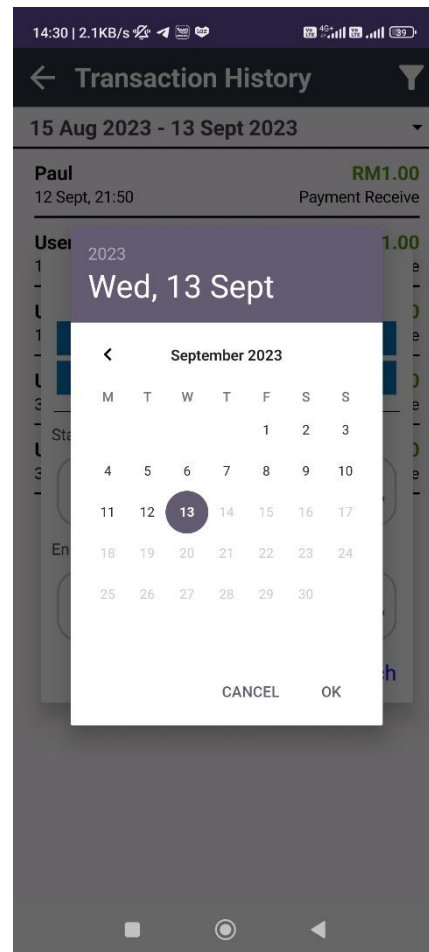 14:30 | 2.1KB/s 4G+ 39
Transaction History
15 Aug 2023 - 13 Sept 2023
Paul RM1.00
12 Sept, 21:50 Payment Receive
2023
Wed, 13 Sept
September 2023
M T W T F S S
1 2 3
4 5 6 7 8 9 10
11 12 13 14 15 16 17
18 19 20 21 22 23 24
25 26 27 28 29 30
CANCEL OK